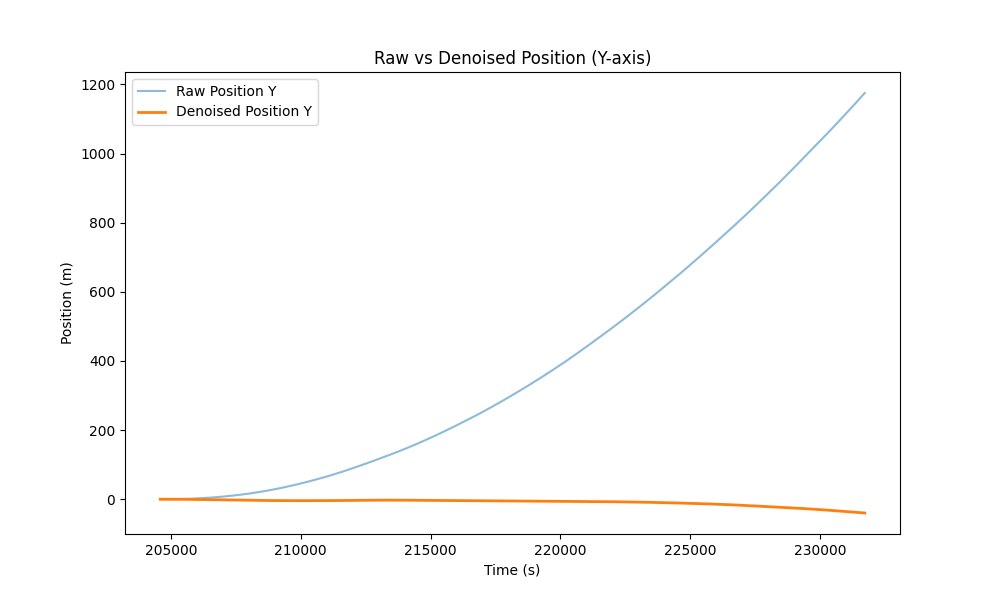 Raw vs Denoised Position (Y-axis)
Raw Position Y
Denoised Position Y
Position (m)
1200
1000
800
600
400
200
0
205000 210000 215000 220000 225000 230000
Time (s)